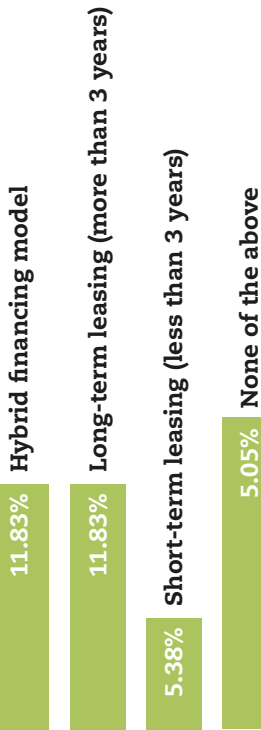 11.83% Hybrid financing model
11.83% Long-term leasing (more than 3 years)
5.38% Short-term leasing (less than 3 years)
5.05% None of the above